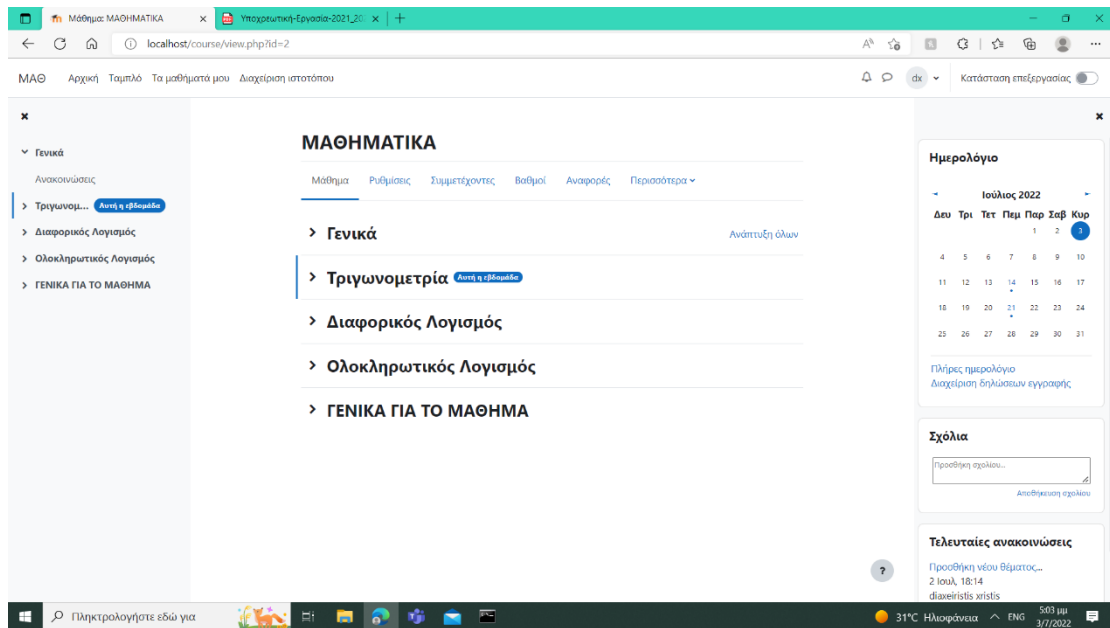 Μάθημα: ΜΑΘΗΜΑΤΙΚΑ
Υποχρεωτική-Εργασία-2021_20
localhost/course/view.php?id=2
ΜΑΘ Αρχική Ταμπλό Τα μαθήματά μου Διαχείριση ιστοτόπου dx Κατάσταση επεξεργασίας
Γενικά
Ανακοινώσεις
Τριγωνομ... Αυτή η εβδομάδα
Διαφορικός Λογισμός
Ολοκληρωτικός Λογισμός
ΓΕΝΙΚΑ ΓΙΑ ΤΟ ΜΑΘΗΜΑ
ΜΑΘΗΜΑΤΙΚΑ
Μάθημα Ρυθμίσεις Συμμετέχοντες Βαθμοί Αναφορές Περισσότερα
Γενικά Ανάπτυξη όλων
Τριγωνομετρία Αυτή η εβδομάδα
Διαφορικός Λογισμός
Ολοκληρωτικός Λογισμός
ΓΕΝΙΚΑ ΓΙΑ ΤΟ ΜΑΘΗΜΑ
?
Ημερολόγιο
Ιούλιος 2022
Δευ Τρι Τετ Πεμ Παρ Σαβ Κυρ
1 2 3
4 5 6 7 8 9 10
11 12 13 14 15 16 17
18 19 20 21 22 23 24
25 26 27 28 29 30 31
Πλήρες ημερολόγιο
Διαχείριση δηλώσεων εγγραφής
Σχόλια
Προσθήκη σχολίου...
Αποθήκευση σχολίου
Τελευταίες ανακοινώσεις
Προσθήκη νέου θέματος...
2 Ιουλ, 18:14
diaxeiristis xristis
Πληκτρολογήστε εδώ για
31°C Ηλιοφάνεια ENG 5:03 μμ
3/7/2022